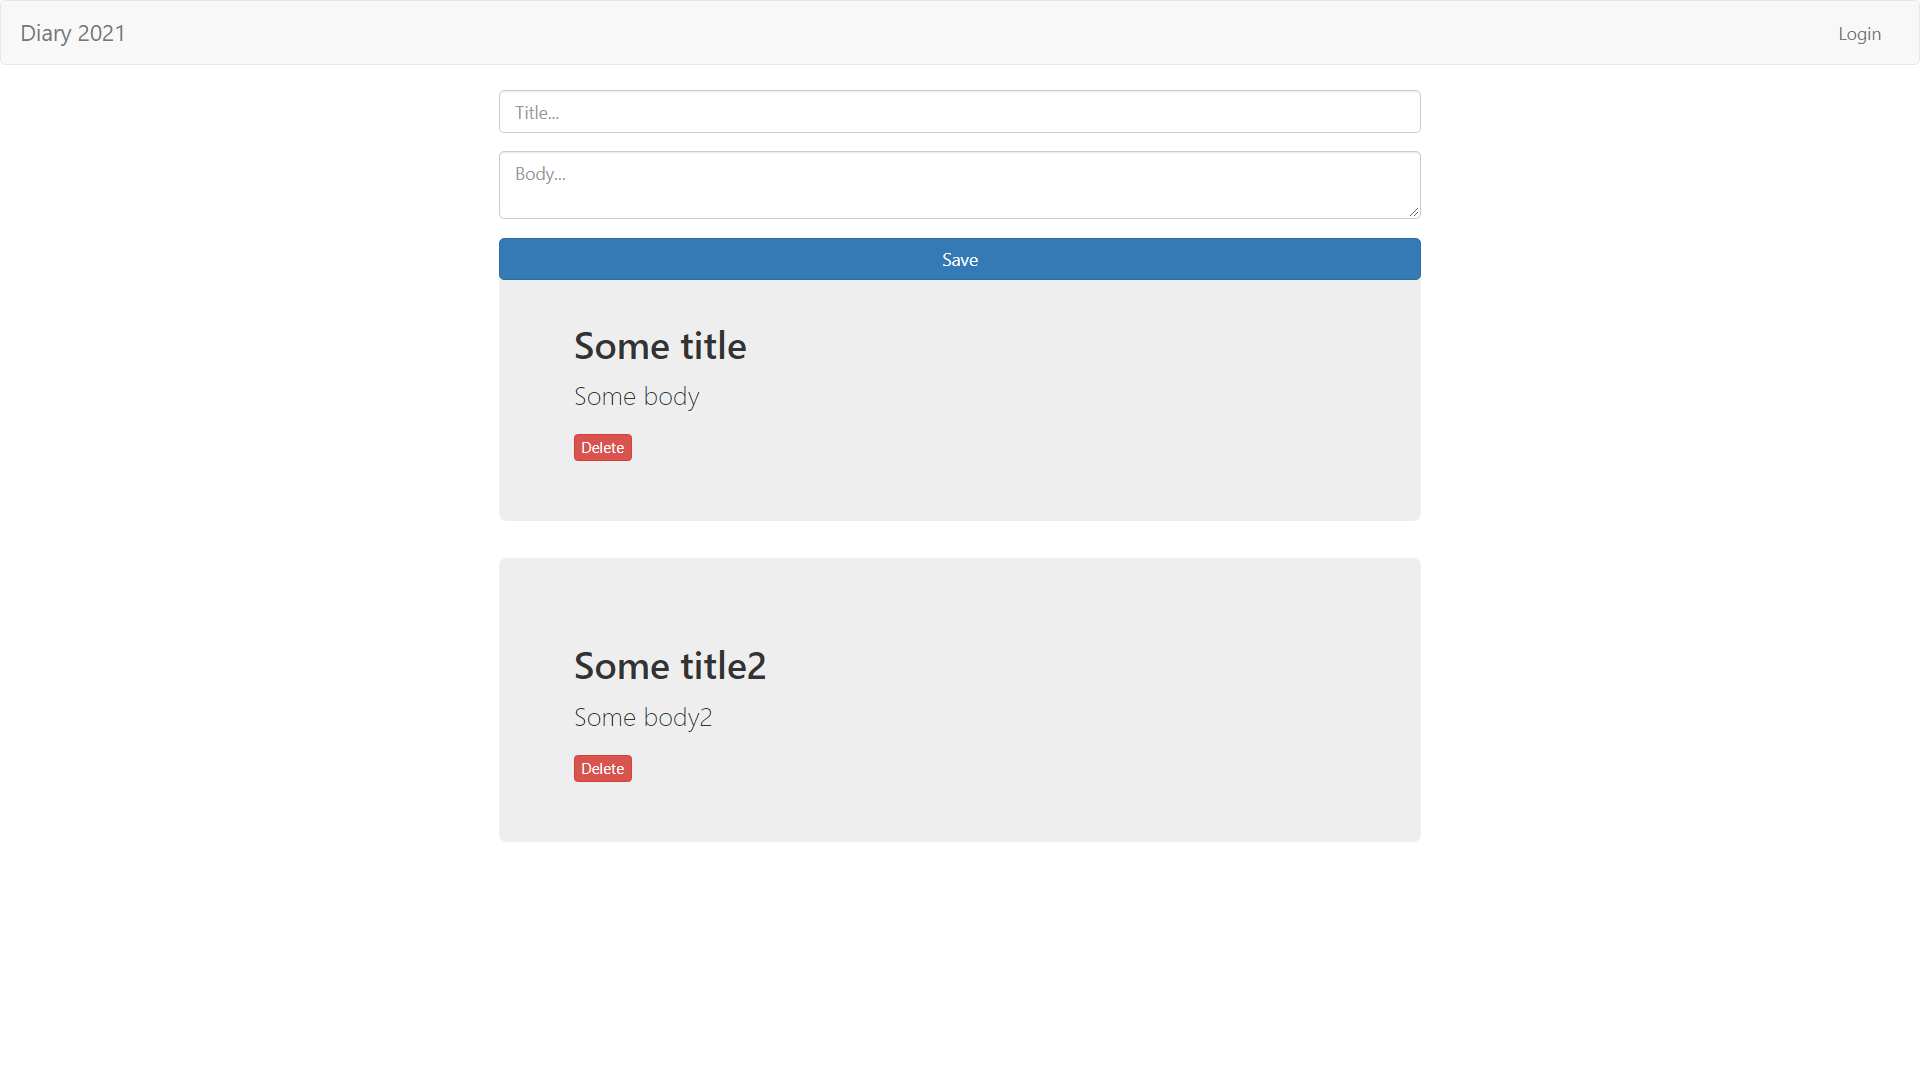 Diary 2021
Login
Title...
Body...
Save
Some title
Some body
Delete
Some title2
Some body2
Delete